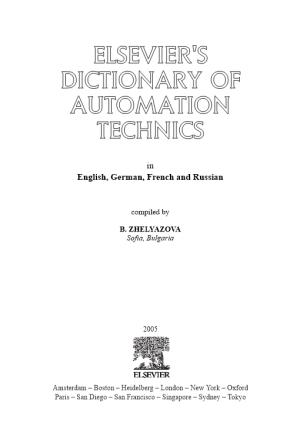 ELSEVIER'S
DICTIONARY OF
AUTOMATION
TECHNICS
in
English, German, French and Russian
compiled by
B. ZHELYAZOVA
Sofia, Bulgaria
2005
ELSEVIER
Amsterdam – Boston – Heidelberg – London – New York – Oxford
Paris – San Diego – San Francisco – Singapore – Sydney – Tokyo